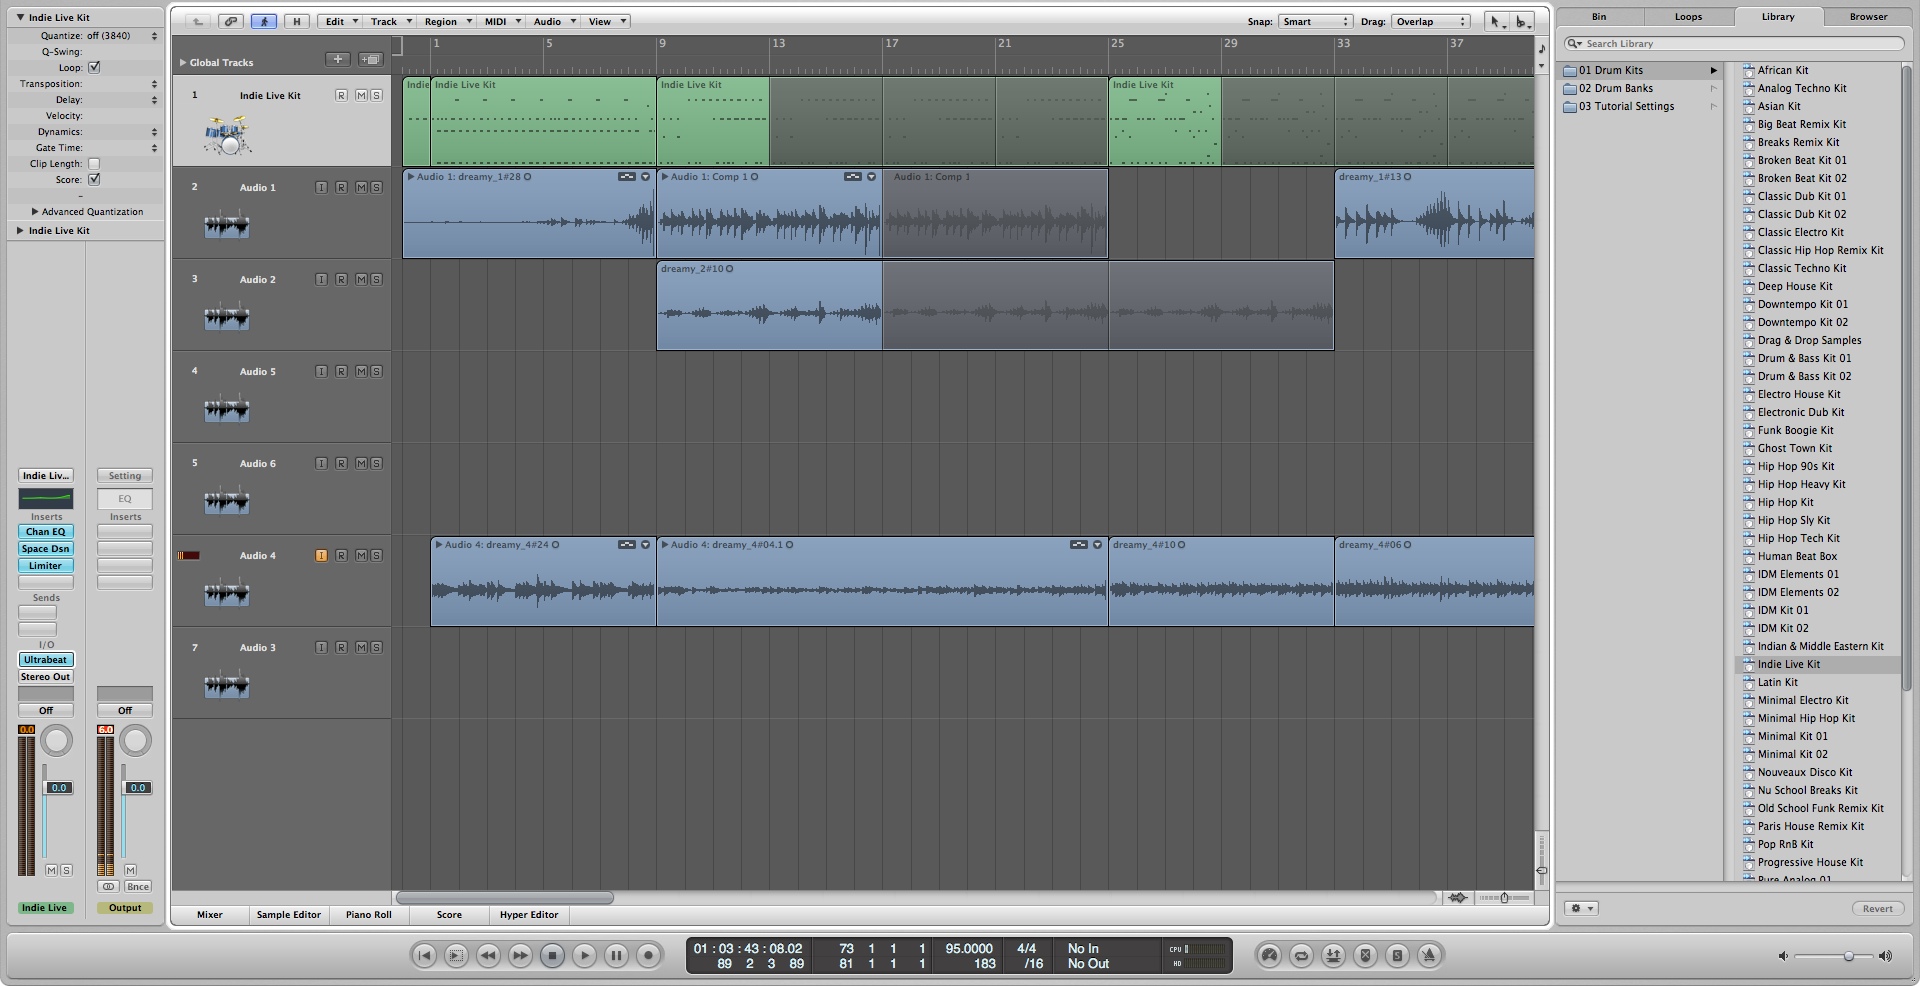 Indie Live Kit
Quantize: off (3840)
Q-Swing:
Loop:
Transposition:
Delay:
Velocity:
Dynamics:
Gate Time:
Clip Length:
Score:
Advanced Quantization
Indie Live Kit
Indie Liv... Setting
EQ
Inserts Inserts
Chan EQ
Space Dsn
Limiter
Sends
I/O
Ultrabeat
Stereo Out
Off Off
0.0 6.0
0.0 0.0
M S M
Bnce
Indie Live Output
H Edit Track Region MIDI Audio View Snap: Smart Drag: Overlap
Global Tracks
1 5 9 13 17 21 25 29 33 37
1 Indie Live Kit R M S
Indie Indie Live Kit Indie Live Kit Indie Live Kit
2 Audio 1 I R M S
Audio 1: dreamy_1#28 Audio 1: Comp 1 Audio 1: Comp 1 dreamy_1#13
3 Audio 2 I R M S
dreamy_2#10
4 Audio 5 I R M S
5 Audio 6 I R M S
Audio 4 I R M S
Audio 4: dreamy_4#24 Audio 4: dreamy_4#04.1 dreamy_4#10 dreamy_4#06
7 Audio 3 I R M S
Mixer Sample Editor Piano Roll Score Hyper Editor
Bin Loops Library Browser
Search Library
01 Drum Kits
02 Drum Banks
03 Tutorial Settings
African Kit
Analog Techno Kit
Asian Kit
Big Beat Remix Kit
Breaks Remix Kit
Broken Beat Kit 01
Broken Beat Kit 02
Classic Dub Kit 01
Classic Dub Kit 02
Classic Electro Kit
Classic Hip Hop Remix Kit
Classic Techno Kit
Deep House Kit
Downtempo Kit 01
Downtempo Kit 02
Drag & Drop Samples
Drum & Bass Kit 01
Drum & Bass Kit 02
Electro House Kit
Electronic Dub Kit
Funk Boogie Kit
Ghost Town Kit
Hip Hop 90s Kit
Hip Hop Heavy Kit
Hip Hop Kit
Hip Hop Sly Kit
Hip Hop Tech Kit
Human Beat Box
IDM Elements 01
IDM Elements 02
IDM Kit 01
IDM Kit 02
Indian & Middle Eastern Kit
Indie Live Kit
Latin Kit
Minimal Electro Kit
Minimal Hip Hop Kit
Minimal Kit 01
Minimal Kit 02
Nouveaux Disco Kit
Nu School Breaks Kit
Old School Funk Remix Kit
Paris House Remix Kit
Pop RnB Kit
Progressive House Kit
Pure Analog 01
Revert
01 : 03 : 43 : 08.02 73 1 1 1 95.0000 4/4 No In CPU
89 2 3 89 81 1 1 1 183 /16 No Out HD